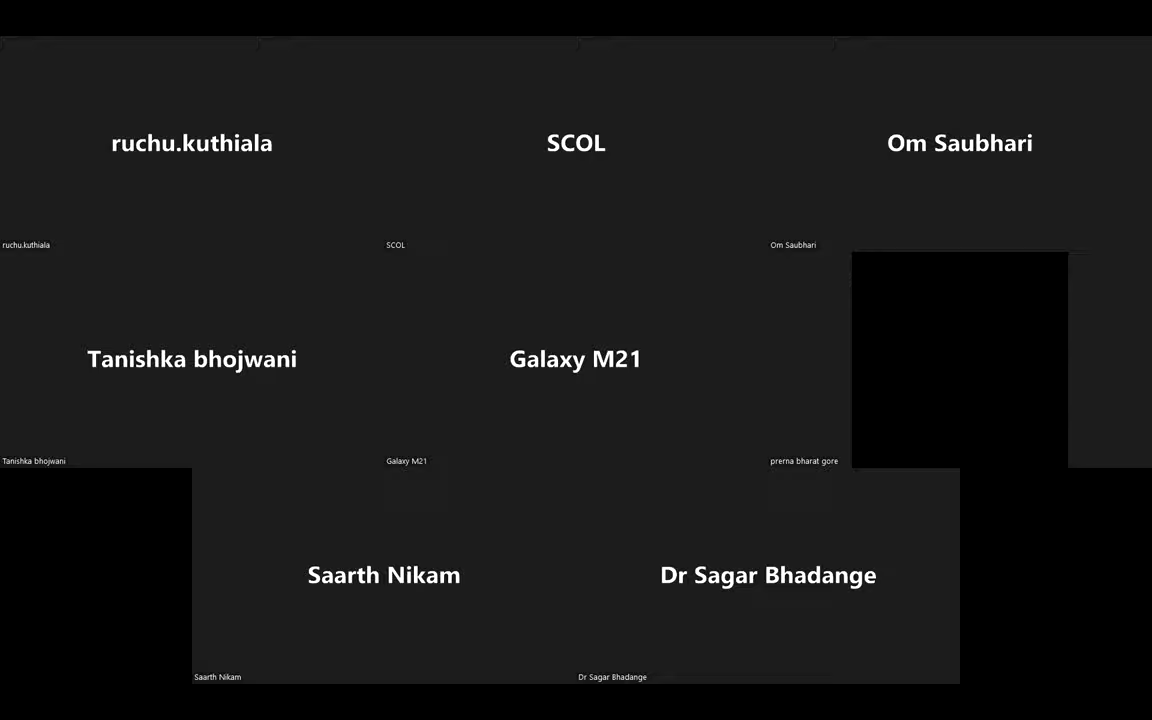 ruchu.kuthiala
SCOL
Om Saubhari
ruchu.kuthiala
SCOL
Om Saubhari
Tanishka bhojwani
Galaxy M21
Tanishka bhojwani
Galaxy M21
prerna bharat gore
Saarth Nikam
Dr Sagar Bhadange
Saarth Nikam
Dr Sagar Bhadange